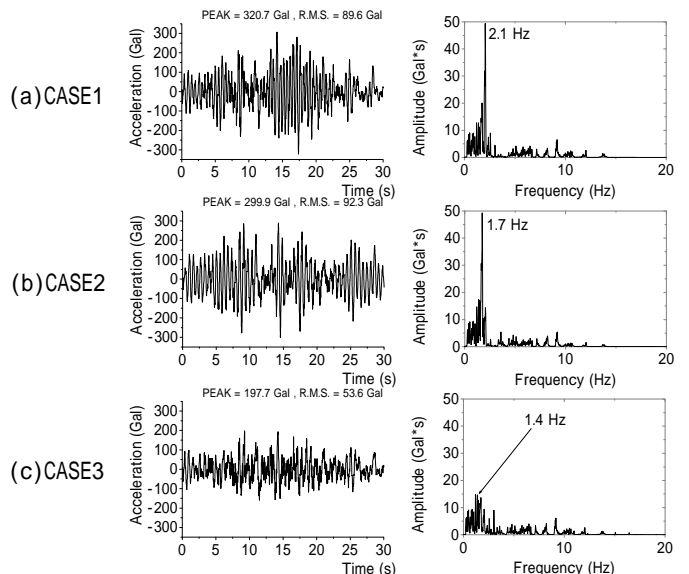 PEAK = 320.7 Gal , R.M.S. = 89.6 Gal
(a)CASE1
Acceleration (Gal)
300
200
100
0
-100
-200
-300
0 5 10 15 20 25 30
Time (s)
Amplitude (Gal*s)
50
40
30
20
10
0
2.1 Hz
0 10 20
Frequency (Hz)
PEAK = 299.9 Gal , R.M.S. = 92.3 Gal
(b)CASE2
Acceleration (Gal)
300
200
100
0
-100
-200
-300
0 5 10 15 20 25 30
Time (s)
Amplitude (Gal*s)
50
40
30
20
10
0
1.7 Hz
0 10 20
Frequency (Hz)
PEAK = 197.7 Gal , R.M.S. = 53.6 Gal
(c)CASE3
Acceleration (Gal)
300
200
100
0
-100
-200
-300
0 5 10 15 20 25 30
Time (s)
Amplitude (Gal*s)
50
40
30
20
10
0
1.4 Hz
0 10 20
Frequency (Hz)